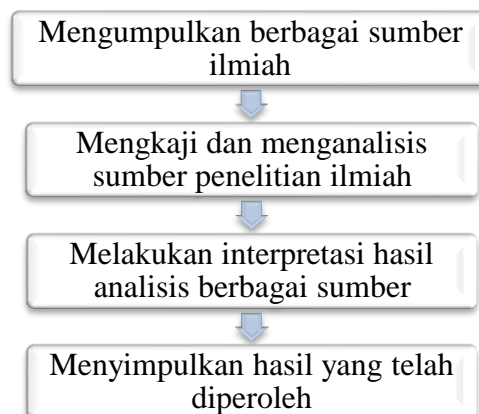 Mengumpulkan berbagai sumber
ilmiah
Mengkaji dan menganalisis
sumber penelitian ilmiah
Melakukan interpretasi hasil
analisis berbagai sumber
Menyimpulkan hasil yang telah
diperoleh